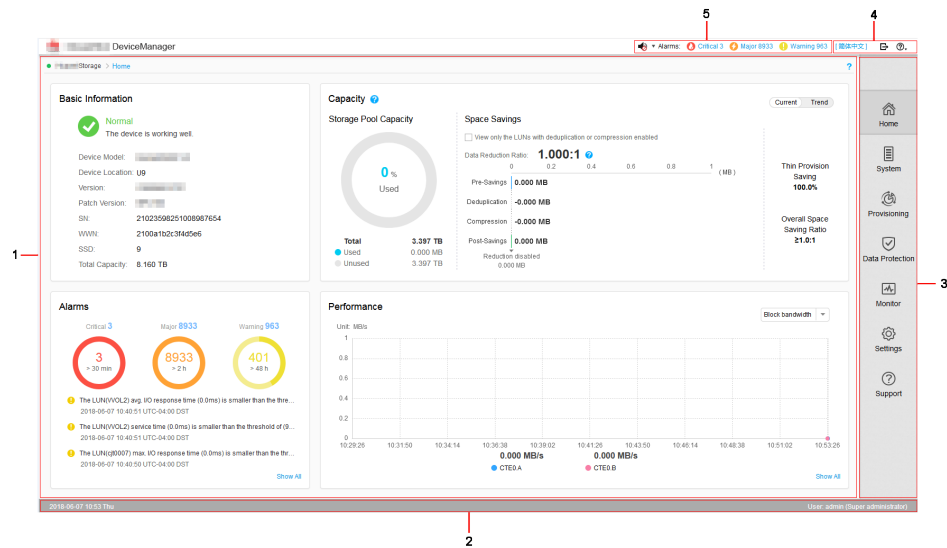 5
4
DeviceManager
Alarms: Critical 3 Major 8933 Warning 963 [简体中文]
Storage > Home
Basic Information
Normal
The device is working well.
Device Model:
Device Location: U9
Version:
Patch Version:
SN: 21023598251008987654
WWN: 2100a1b2c3f4d5e6
SSD: 9
Total Capacity: 8.160 TB
Capacity
Current Trend
Storage Pool Capacity
0 %
Used
Total 3.397 TB
Used 0.000 MB
Unused 3.397 TB
Space Savings
View only the LUNs with deduplication or compression enabled
Data Reduction Ratio: 1.000:1
0 0.2 0.4 0.6 0.8 1 (MB)
Pre-Savings 0.000 MB
Deduplication -0.000 MB
Compression -0.000 MB
Post-Savings 0.000 MB
Reduction disabled
0.000 MB
Thin Provision
Saving
100.0%
Overall Space
Saving Ratio
≥1.0:1
Home
System
Provisioning
Data Protection
Monitor
Settings
Support
1
3
Alarms
Critical 3 Major 8933 Warning 963
3
> 30 min
8933
> 2 h
401
> 48 h
The LUN(VVOL2) avg. I/O response time (0.0ms) is smaller than the thre...
2018-06-07 10:40:51 UTC-04:00 DST
The LUN(VVOL2) service time (0.0ms) is smaller than the threshold of (9...
2018-06-07 10:40:51 UTC-04:00 DST
The LUN(cjt0007) max. I/O response time (0.0ms) is smaller than the thr...
2018-06-07 10:40:50 UTC-04:00 DST
Show All
Performance
Block bandwidth
Unit: MB/s
1
0.8
0.6
0.4
0.2
0
10:29:26 10:31:50 10:34:14 10:36:38 10:39:02 10:41:26 10:43:50 10:46:14 10:48:38 10:51:02 10:53:26
0.000 MB/s 0.000 MB/s
CTE0.A CTE0.B
Show All
2018-06-07 10:53 Thu
User: admin (Super administrator)
2